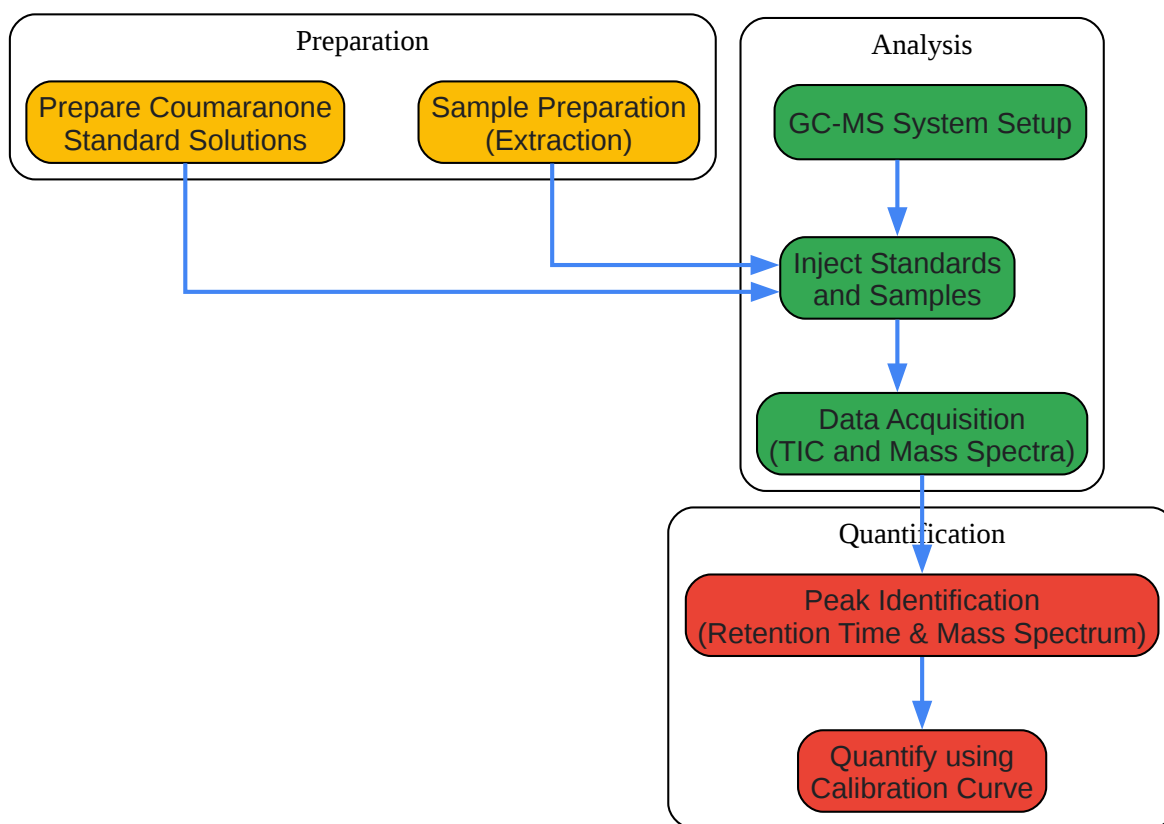 Preparation
Prepare Coumaranone
Standard Solutions
Sample Preparation
(Extraction)
Analysis
GC-MS System Setup
Inject Standards
and Samples
Data Acquisition
(TIC and Mass Spectra)
Quantification
Peak Identification
(Retention Time & Mass Spectrum)
Quantify using
Calibration Curve